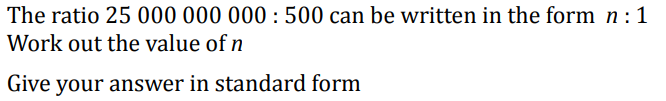 The ratio 25 000 000 000 : 500 can be written in the form n : 1
Work out the value of n
Give your answer in standard form